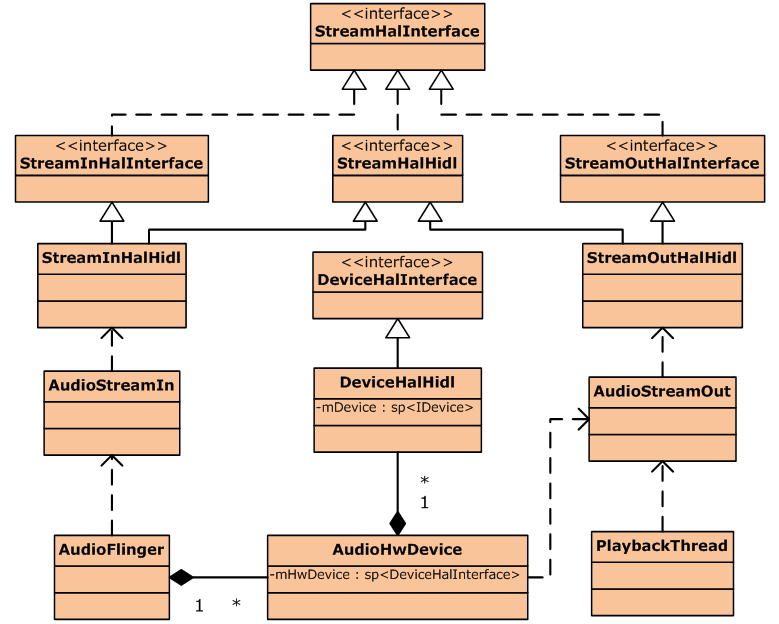 <<interface>>
StreamHalInterface
<<interface>>
StreamInHalInterface
<<interface>>
StreamHalHidl
<<interface>>
StreamOutHalInterface
StreamInHalHidl
<<interface>>
DeviceHalInterface
StreamOutHalHidl
AudioStreamIn
DeviceHalHidl
-mDevice : sp<IDevice>
AudioStreamOut
*
1
AudioFlinger
AudioHwDevice
-mHwDevice : sp<DeviceHalInterface>
PlaybackThread
1 *